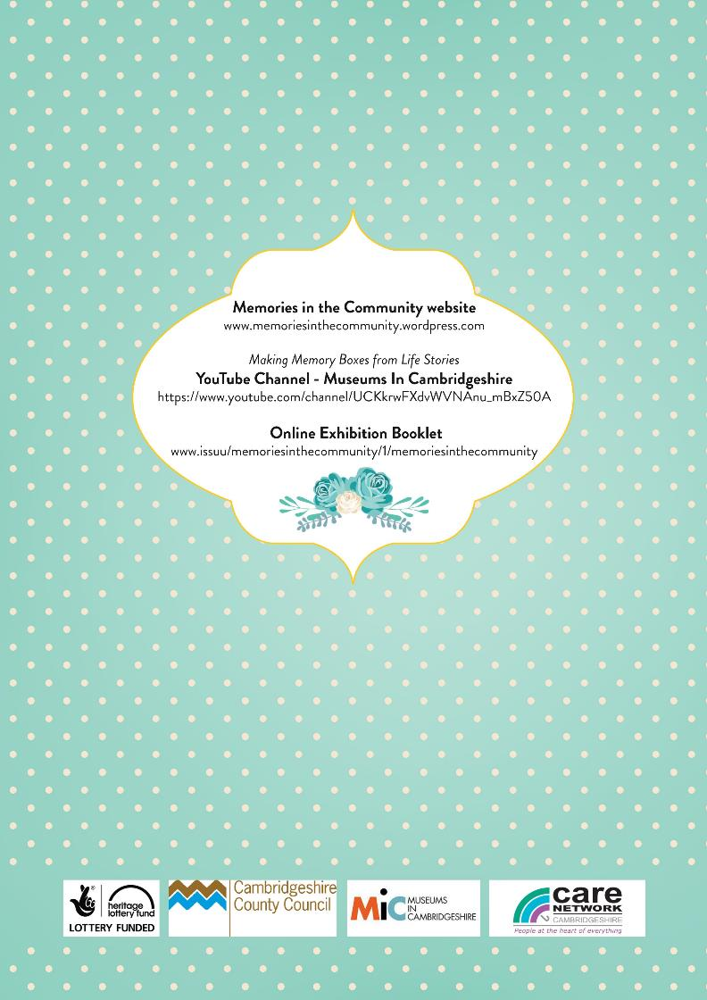 Memories in the Community website
www.memoriesinthecommunity.wordpress.com
Making Memory Boxes from Life Stories
YouTube Channel - Museums In Cambridgeshire
https://www.youtube.com/channel/UCKkrwFXdvWVNAnu_mBxZ50A
Online Exhibition Booklet
www.issuu/memoriesinthecommunity/1/memoriesinthecommunity
heritage
lottery fund
LOTTERY FUNDED
Cambridgeshire
County Council
MiC
MUSEUMS
IN
CAMBRIDGESHIRE
care
NETWORK
CAMBRIDGESHIRE
People at the heart of everything